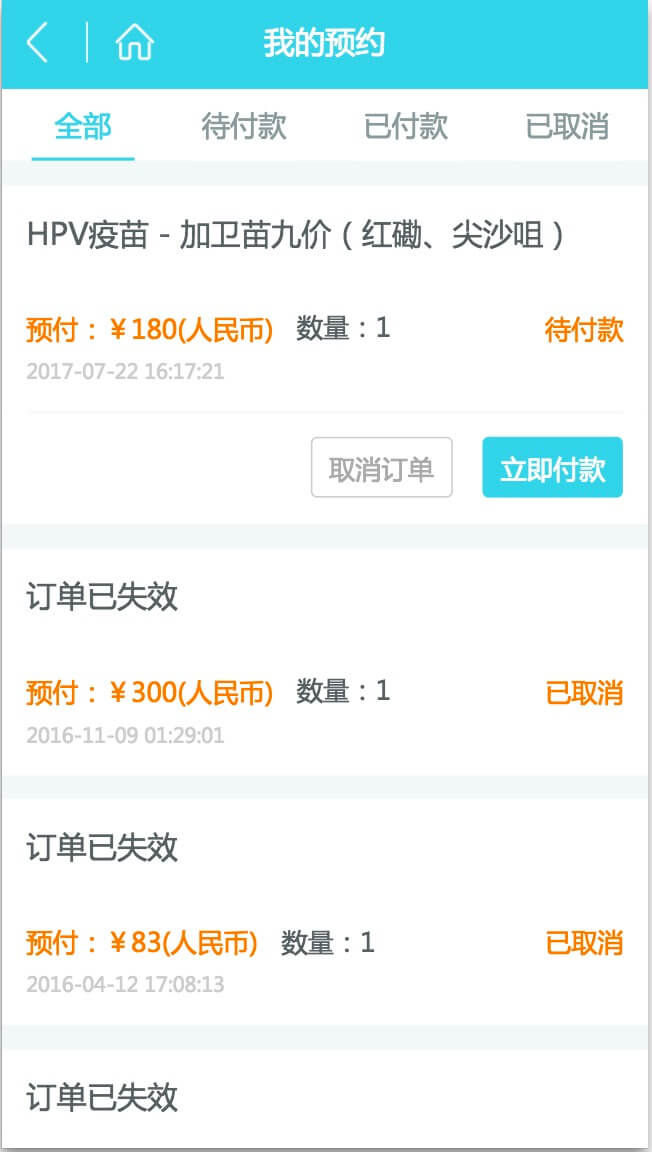 我的预约
全部 待付款 已付款 已取消
HPV疫苗 - 加卫苗九价（红磡、尖沙咀）
预付：￥180(人民币) 数量：1 待付款
2017-07-22 16:17:21
取消订单 立即付款
订单已失效
预付：￥300(人民币) 数量：1 已取消
2016-11-09 01:29:01
订单已失效
预付：￥83(人民币) 数量：1 已取消
2016-04-12 17:08:13
订单已失效